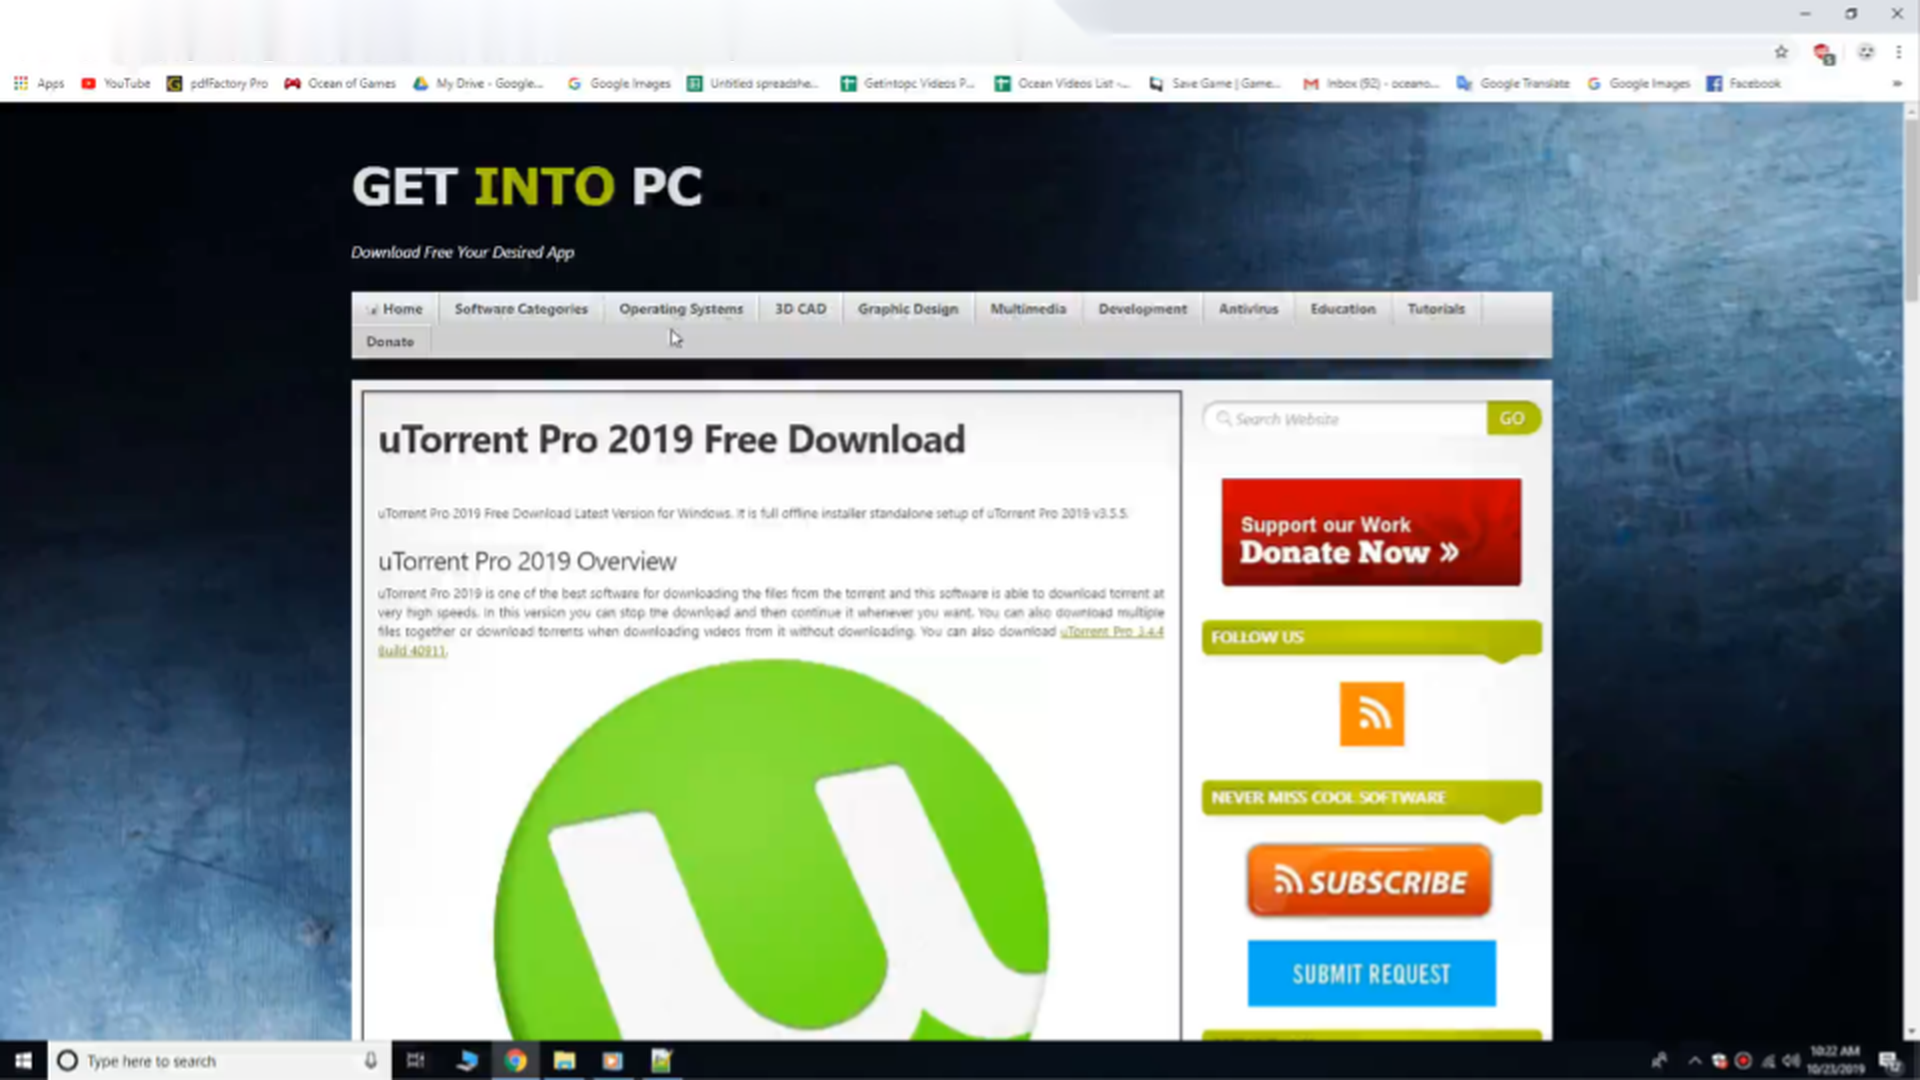 Apps YouTube pdfFactory Pro Ocean of Games My Drive - Google... Google Images Untitled spreadshe... Getintopc Videos P... Ocean Videos List -... Save Game | Game... Inbox (92) - oceano... Google Translate Google Images Facebook
GET INTO PC
Download Free Your Desired App
Home Software Categories Operating Systems 3D CAD Graphic Design Multimedia Development Antivirus Education Tutorials
Donate
uTorrent Pro 2019 Free Download
Search Website GO
uTorrent Pro 2019 Free Download Latest Version for Windows. It is full offline installer standalone setup of uTorrent Pro 2019 v3.5.5.
Support our Work
Donate Now »
uTorrent Pro 2019 Overview
uTorrent Pro 2019 is one of the best software for downloading the files from the torrent and this software is able to download torrent at
very high speeds. In this version you can stop the download and then continue it whenever you want. You can also download multiple
files together or download torrents when downloading videos from it without downloading. You can also download uTorrent Pro 3.4.4
Build 40911.
FOLLOW US
NEVER MISS COOL SOFTWARE
SUBSCRIBE
SUBMIT REQUEST
Type here to search
10:22 AM
10/23/2019